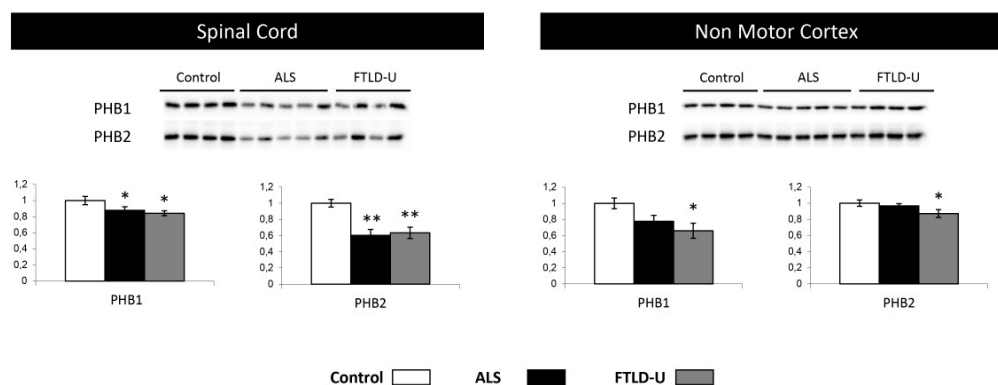 Spinal Cord
Control ALS FTLD-U
PHB1
PHB2
1,2
1
0,8
0,6
0,4
0,2
0
* *
PHB1
1,2
1
0,8
0,6
0,4
0,2
0
** **
PHB2
Non Motor Cortex
Control ALS FTLD-U
PHB1
PHB2
1,2
1
0,8
0,6
0,4
0,2
0
*
PHB1
1,2
1
0,8
0,6
0,4
0,2
0
*
PHB2
Control ALS FTLD-U